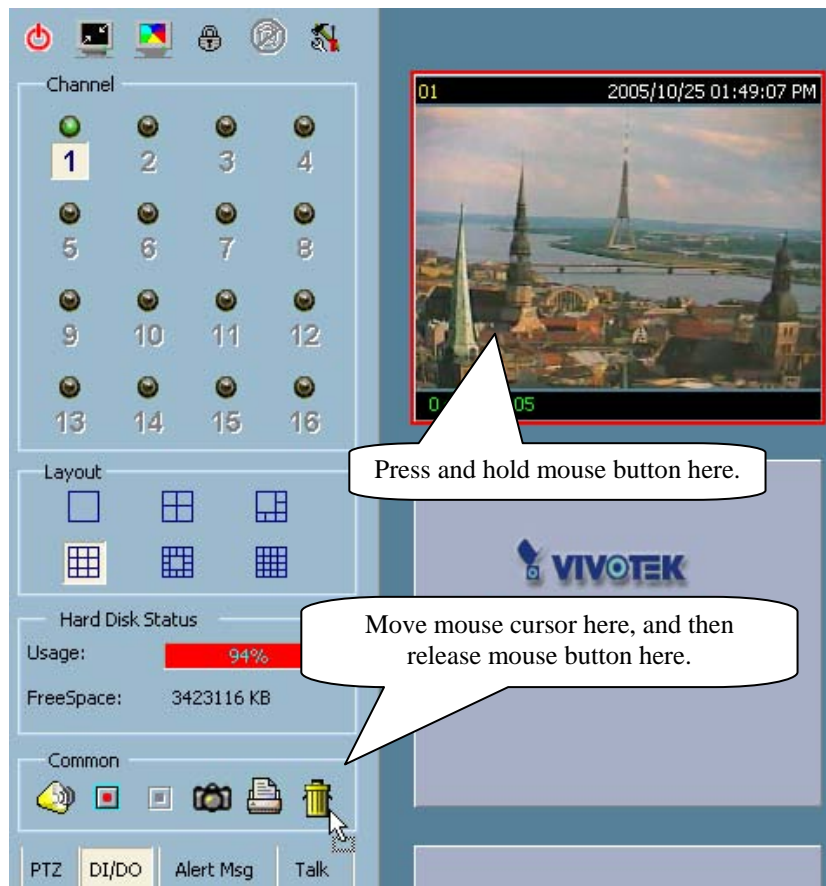 Channel
1 2 3 4
5 6 7 8
9 10 11 12
13 14 15 16
Layout
Hard Disk Status
Usage: 94%
FreeSpace: 3423116 KB
Common
PTZ DI/DO Alert Msg Talk
01 2005/10/25 01:49:07 PM
0 05
Press and hold mouse button here.
VIVOTEK
Move mouse cursor here, and then
release mouse button here.